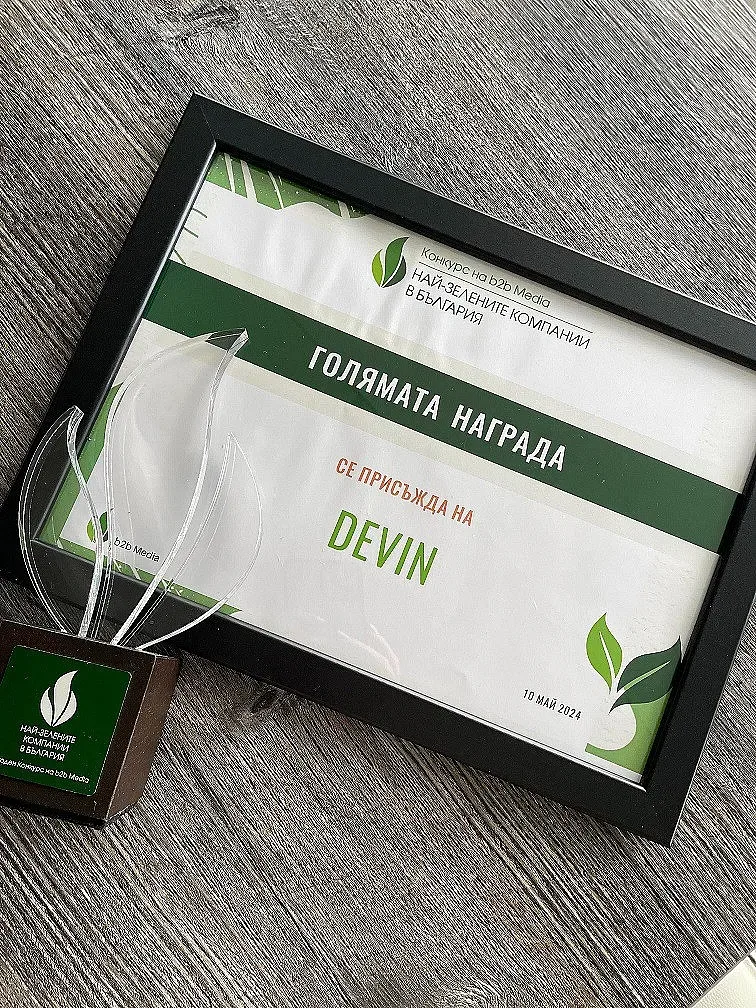 Конкурс на b2b Media
НАЙ-ЗЕЛЕНИТЕ КОМПАНИИ
В БЪЛГАРИЯ
ГОЛЯМАТА НАГРАДА
СЕ ПРИСЪЖДА НА
DEVIN
b2b Media
10 МАЙ 2024
НАЙ-ЗЕЛЕНИТЕ
КОМПАНИИ
В БЪЛГАРИЯ
Конкурс на b2b Media